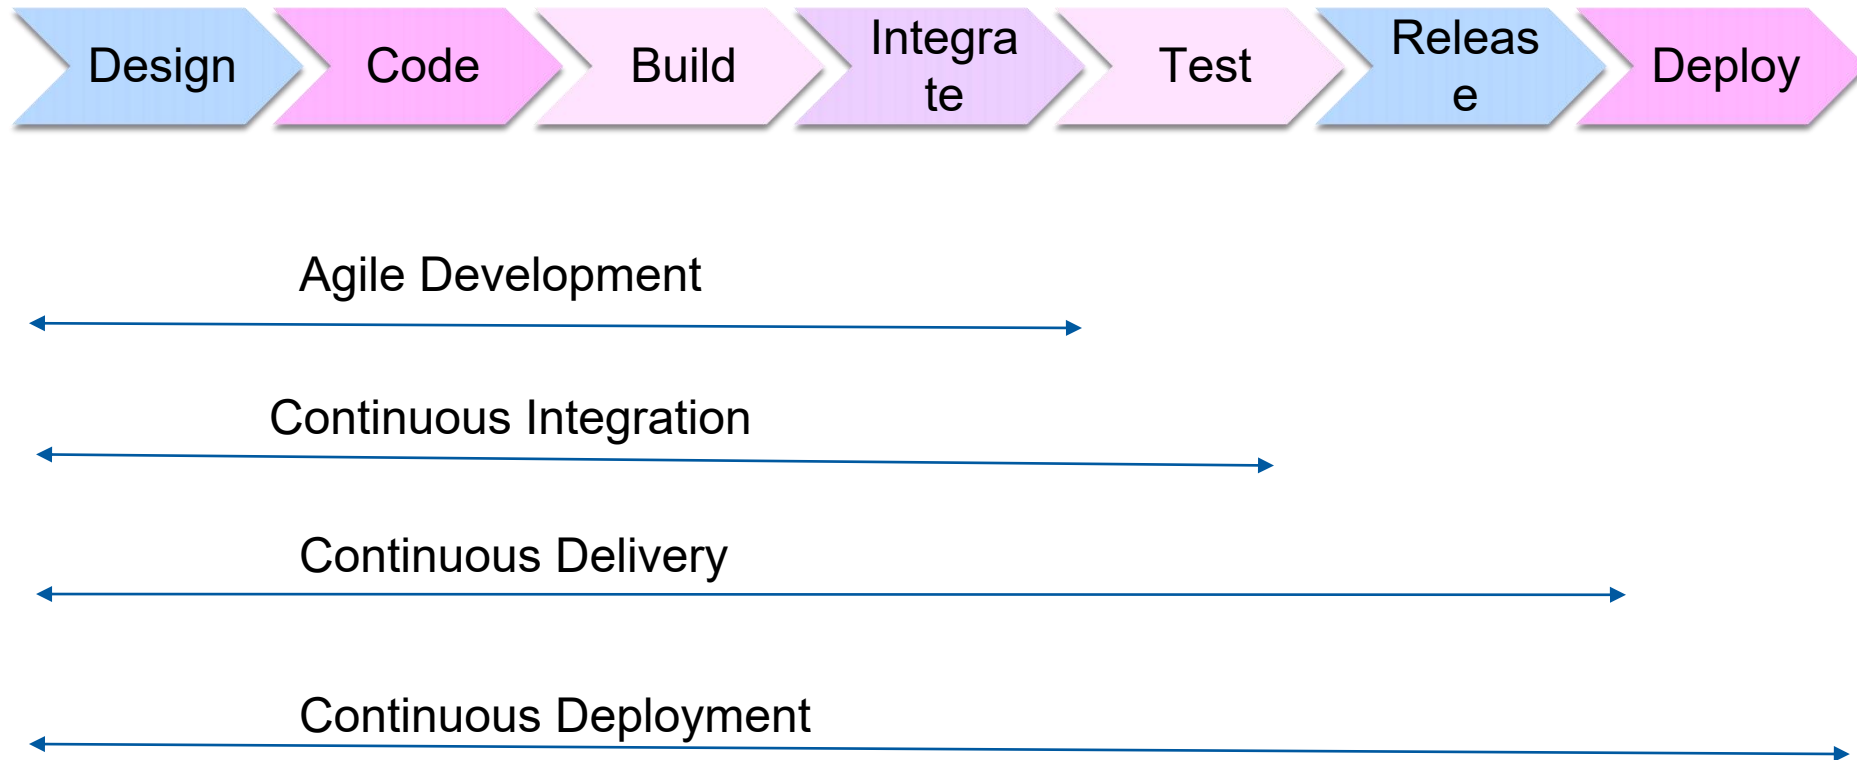 Design
Code
Build
Integra
te
Test
Releas
e
Deploy
Agile Development
Continuous Integration
Continuous Delivery
Continuous Deployment